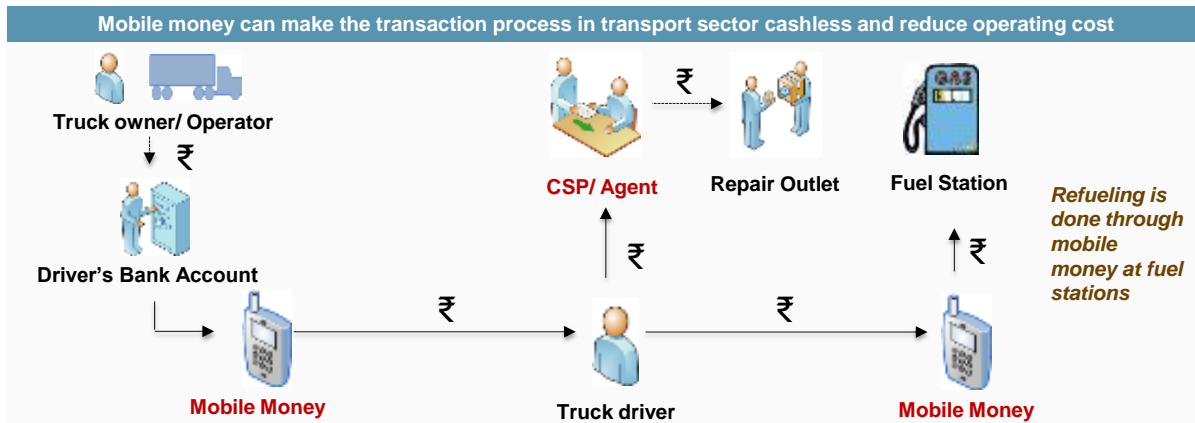 Mobile money can make the transaction process in transport sector cashless and reduce operating cost
Truck owner/ Operator
₹
Driver's Bank Account
Mobile Money
₹
Truck driver
₹
CSP/ Agent
₹
Repair Outlet
₹
Mobile Money
₹
Fuel Station
GAS
Refueling is
done through
mobile
money at fuel
stations